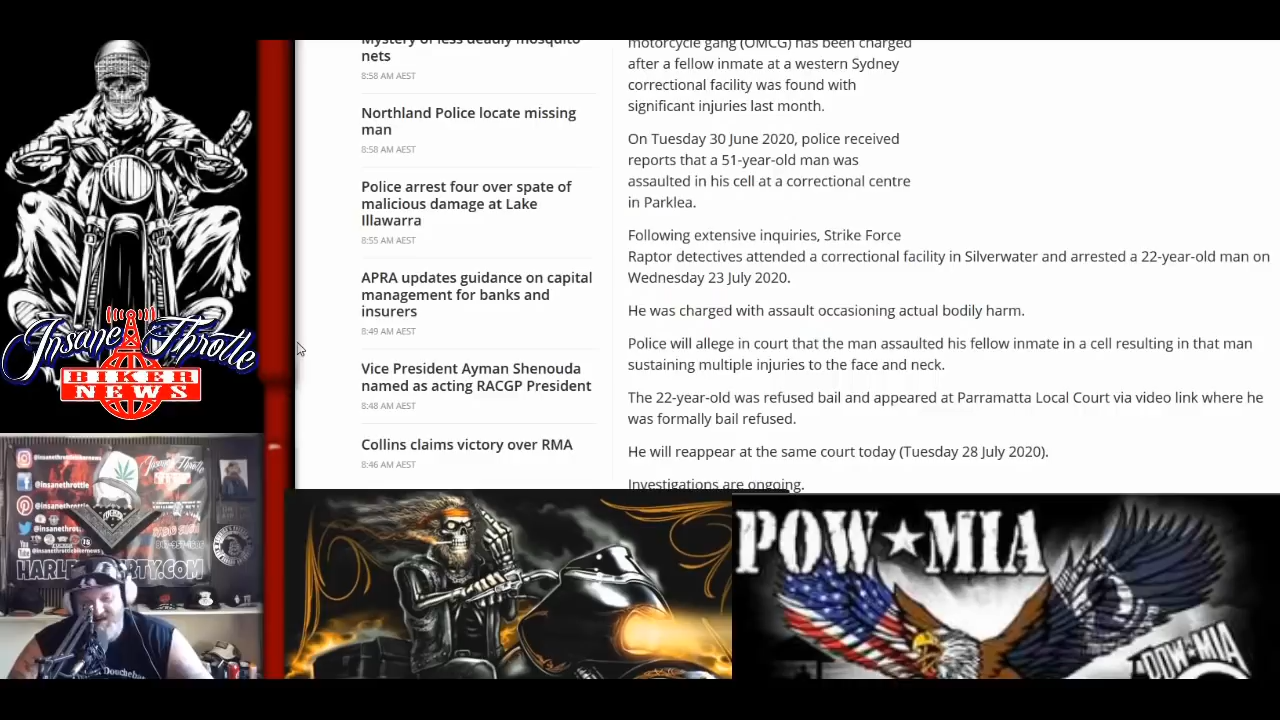 Mystery of less deadly mosquito
nets
8:58 AM AEST
Northland Police locate missing
man
8:58 AM AEST
Police arrest four over spate of
malicious damage at Lake
Illawarra
8:55 AM AEST
APRA updates guidance on capital
management for banks and
insurers
8:49 AM AEST
Vice President Ayman Shenouda
named as acting RACGP President
8:48 AM AEST
Collins claims victory over RMA
8:46 AM AEST
motorcycle gang (OMCG) has been charged
after a fellow inmate at a western Sydney
correctional facility was found with
significant injuries last month.
On Tuesday 30 June 2020, police received
reports that a 51-year-old man was
assaulted in his cell at a correctional centre
in Parklea.
Following extensive inquiries, Strike Force
Raptor detectives attended a correctional facility in Silverwater and arrested a 22-year-old man on
Wednesday 23 July 2020.
He was charged with assault occasioning actual bodily harm.
Police will allege in court that the man assaulted his fellow inmate in a cell resulting in that man
sustaining multiple injuries to the face and neck.
The 22-year-old was refused bail and appeared at Parramatta Local Court via video link where he
was formally bail refused.
He will reappear at the same court today (Tuesday 28 July 2020).
Investigations are ongoing.
Insane Throttle
BIKER
NEWS
@insanethrottlebikernews
@insanethrottle
@insanethrottle
@insanethrottle
@insanethrottlebikernews
HARL
RTY.COM
POW MIA
POW MIA